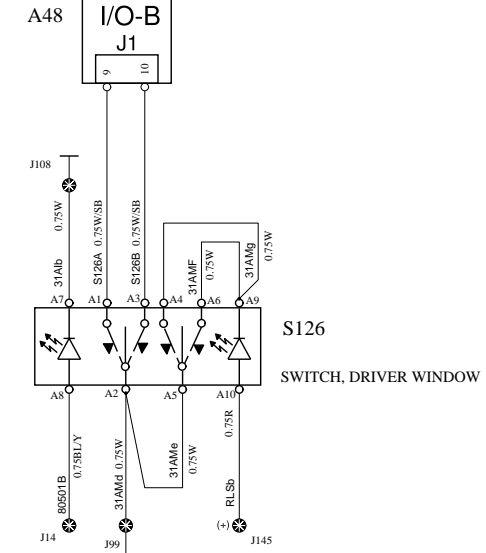 A48
I/O-B
J1
9
10
J108
0.75W
31AIb
S126A 0.75W/SB
S126B 0.75W/SB
31AMF
0.75W
31AMg
0.75W
A7
A1
A3
A4
A6
A9
S126
SWITCH, DRIVER WINDOW
A8
A2
A5
A10
80501B
0.75BL/Y
31AMd 0.75W
31AMe
0.75W
0.75R
RLSb
J14
J99
(+)
J145